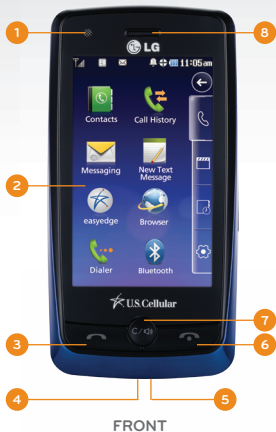 1
8
LG
11:05am
Contacts
Call History
Messaging
New Text
Message
easyedge
Browser
Dialer
Bluetooth
U.S. Cellular
7
2
3
C/
6
4
5
FRONT